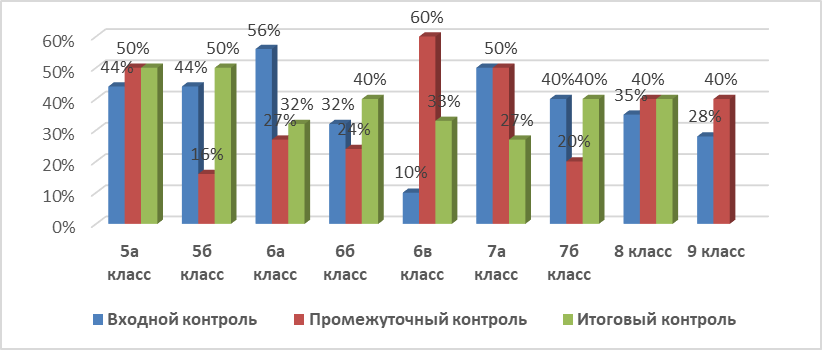 60%
50%
40%
30%
20%
10%
0%
44% 50%
44% 16% 50%
56% 27% 32%
32% 24% 40%
10% 60% 33%
50% 27%
40% 20% 40%
35% 40%
28% 40%
5а класс
5б класс
6а класс
6б класс
6в класс
7а класс
7б класс
8 класс
9 класс
Входной контроль
Промежуточный контроль
Итоговый контроль